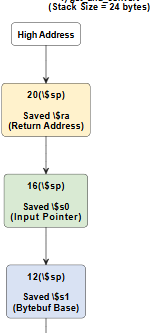 (Stack Size = 24 bytes)
High Address
20(\$sp)
Saved \$ra
(Return Address)
16(\$sp)
Saved \$s0
(Input Pointer)
12(\$sp)
Saved \$s1
(Bytebuf Base)